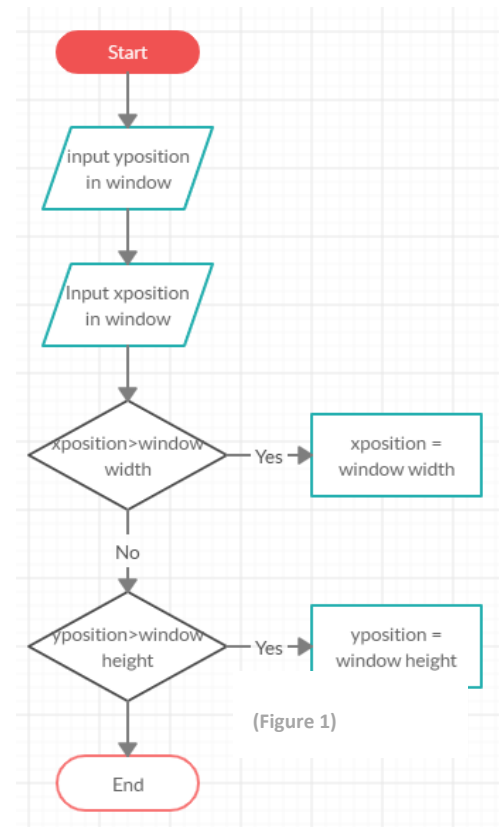 Start
input yposition
in window
Input xposition
in window
xposition>window
width
Yes
xposition =
window width
No
yposition>window
height
Yes
yposition =
window height
(Figure 1)
End